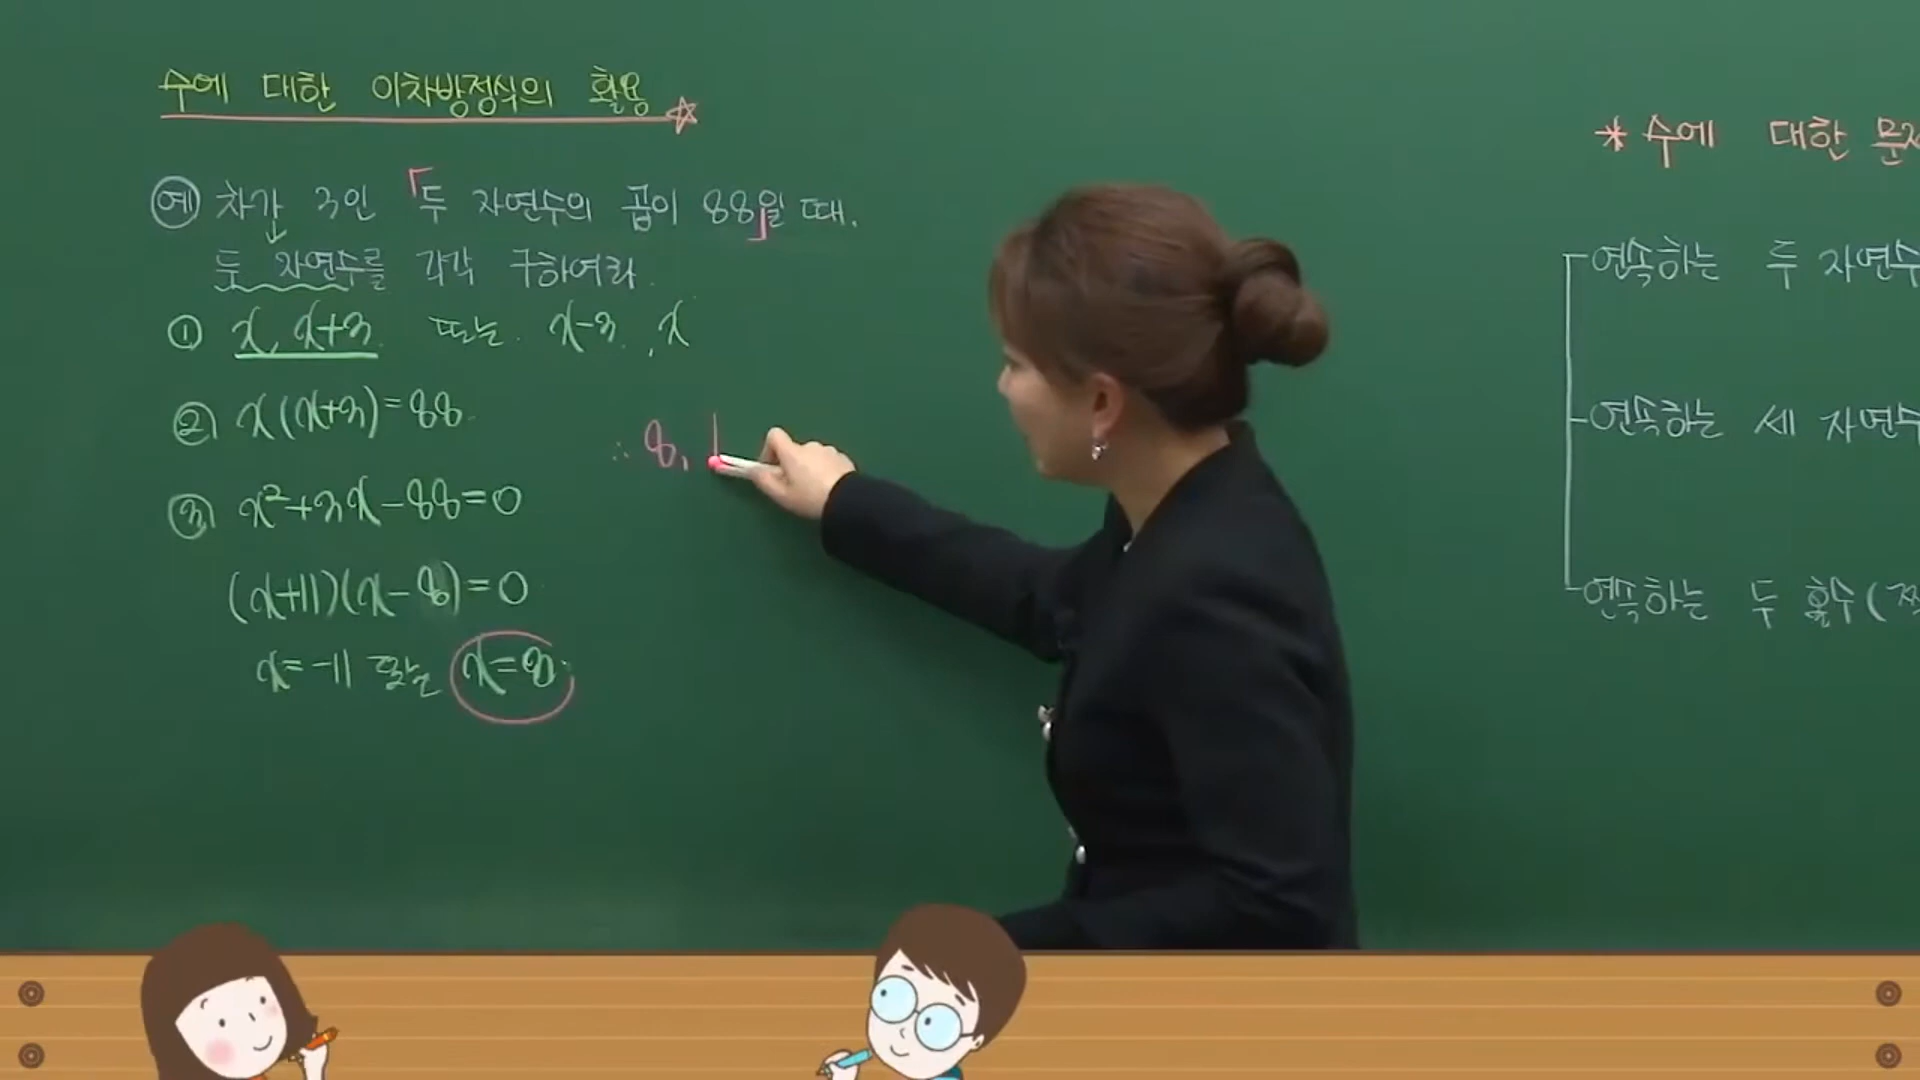 수에 대한 이차방정식의 활용
예 차가 3인 두 자연수의 곱이 88일 때,
두 자연수를 각각 구하여라.
① x, x+3 또는 x-3, x
② x(x+3)=88
③ x²+3x-88=0
(x+11)(x-8)=0
x=-11 또는 x=8
∴ 8, 1
* 수에 대한
연속하는 두 자연수
연속하는 세 자연수
연속하는 두 홀수(